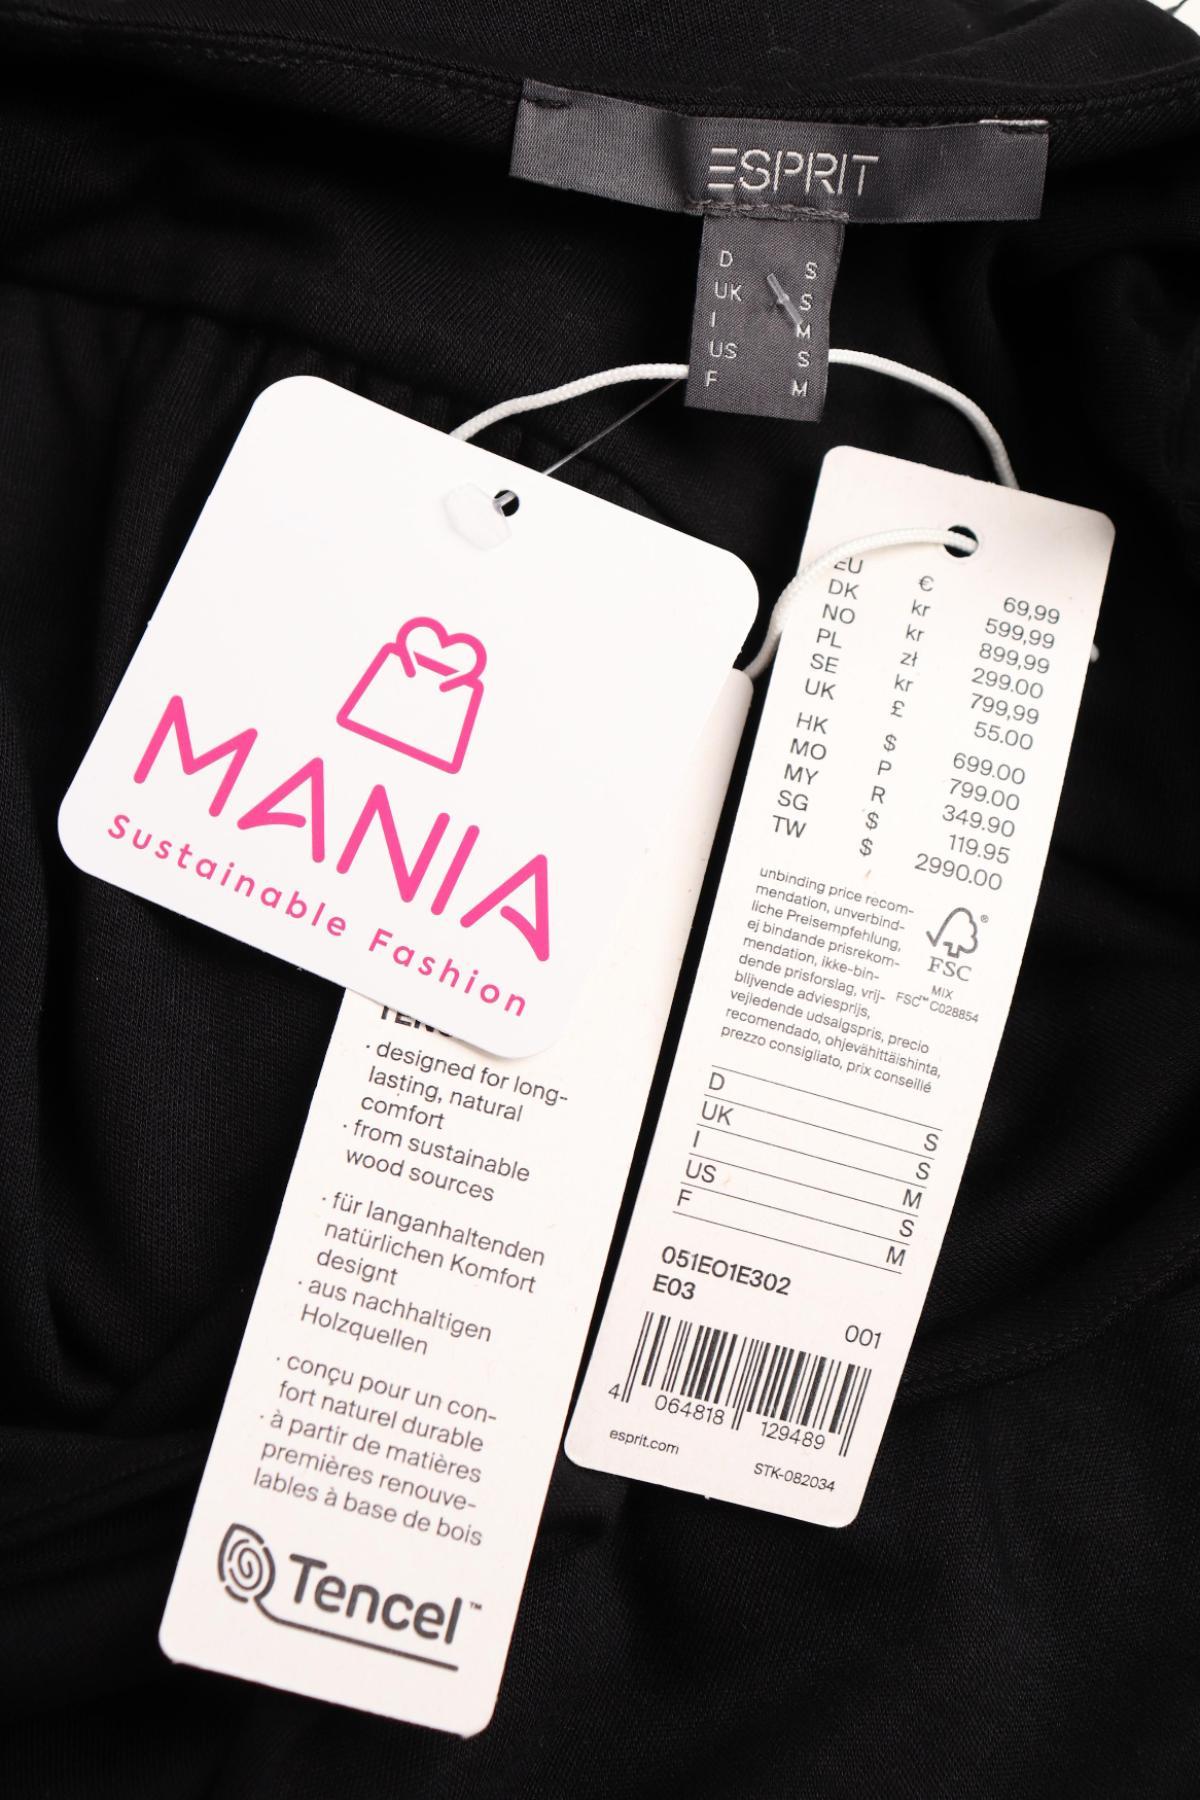 ESPRIT
D S
UK S
I M
US S
F M
MANIA
Sustainable Fashion
EU € 69,99
DK kr 599,99
NO kr 899,99
PL zł 299.00
SE kr 799,99
UK £ 55.00
HK $ 699.00
MO P 799.00
MY R 349.90
SG $ 119.95
TW $ 2990.00
unbinding price recom-
mendation, unverbind-
liche Preisempfehlung,
ej bindande prisrekom-
mendation, ikke-bin-
dende prisforslag, vrij-
blijvende adviesprijs,
vejledende udsalgspris, precio
recomendado, ohjevähittäishinta,
prezzo consigliato, prix conseillé
®
FSC
MIX
FSC™ C028854
D S
UK S
I M
US S
F M
051EO1E302
E03
001
4 064818 129489
esprit.com
STK-082034
· designed for long-
lasting, natural
comfort
· from sustainable
wood sources
· für langanhaltenden
natürlichen Komfort
designt
· aus nachhaltigen
Holzquellen
· conçu pour un con-
fort naturel durable
· à partir de matières
premières renouve-
lables à base de bois
Tencel™